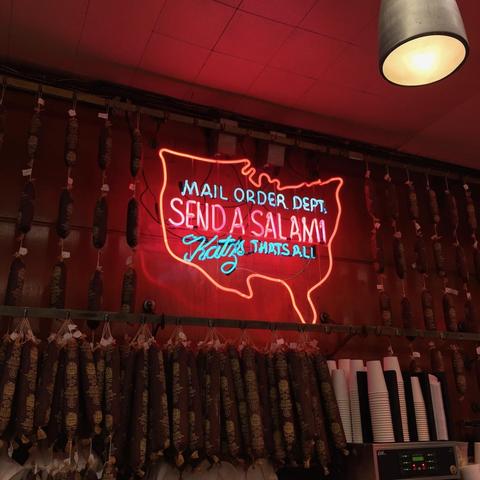 MAIL ORDER DEPT.
SEND A SALAMI
Katz's THATS ALL